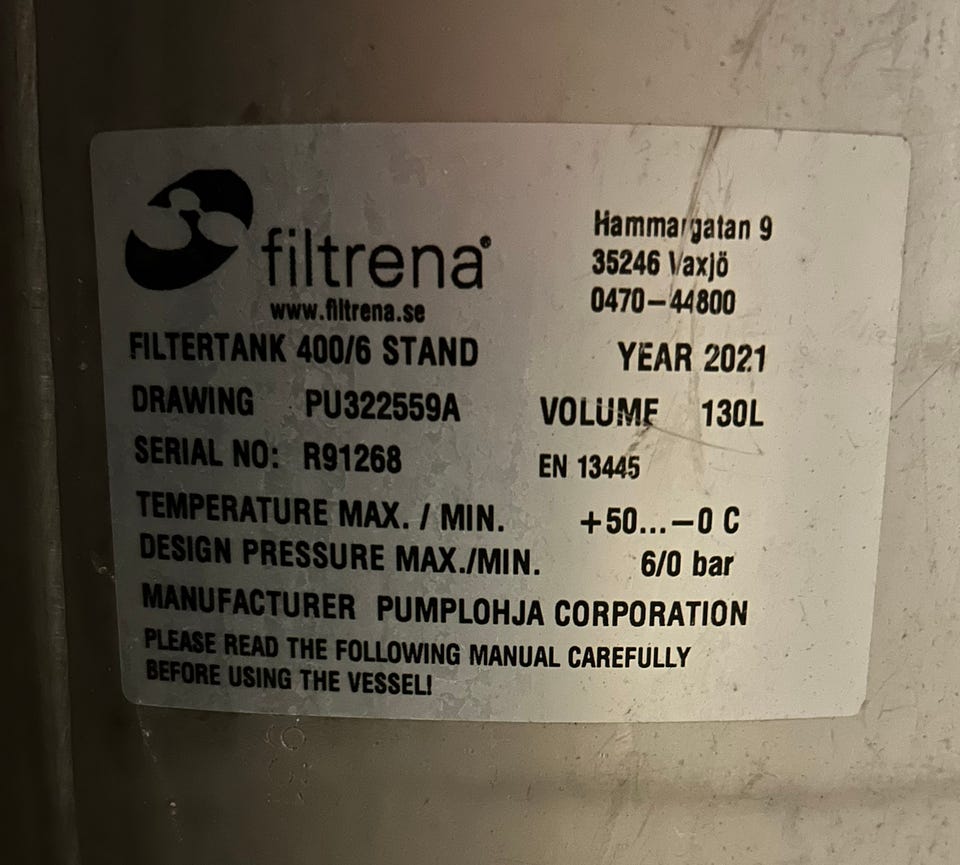 filtrena®
www.filtrena.se
Hammargatan 9
35246 Vaxjö
0470-44800
FILTERTANK 400/6 STAND YEAR 2021
DRAWING PU322559A VOLUME 130L
SERIAL NO: R91268 EN 13445
TEMPERATURE MAX. / MIN. +50...-0 C
DESIGN PRESSURE MAX./MIN. 6/0 bar
MANUFACTURER PUMPLOHJA CORPORATION
PLEASE READ THE FOLLOWING MANUAL CAREFULLY
BEFORE USING THE VESSEL!